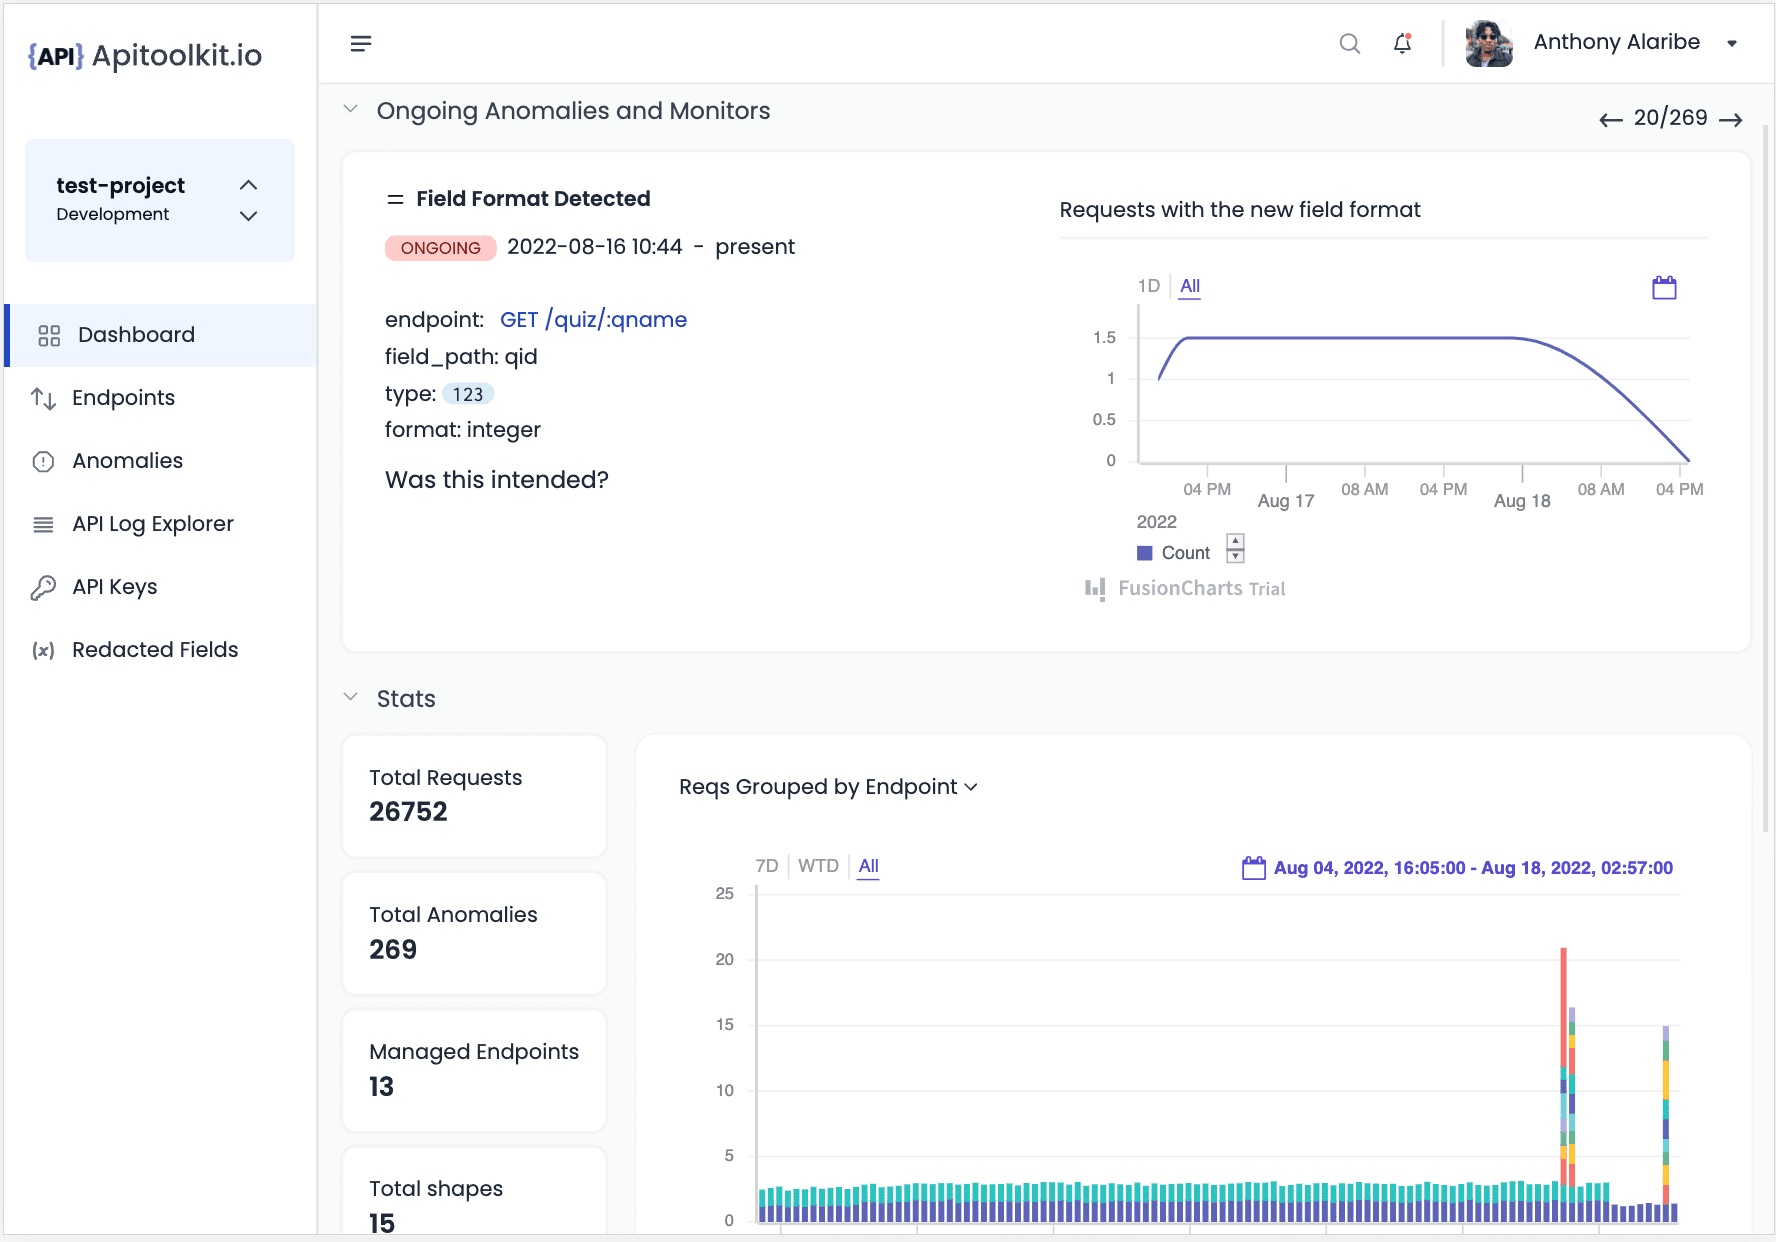 {API} Apitoolkit.io
Anthony Alaribe
test-project
Development
Dashboard
Endpoints
Anomalies
API Log Explorer
API Keys
(x) Redacted Fields
Ongoing Anomalies and Monitors
← 20/269 →
Field Format Detected
ONGOING 2022-08-16 10:44 - present
endpoint: GET /quiz/:qname
field_path: qid
type: 123
format: integer
Was this intended?
Requests with the new field format
1D All
1.5
1
0.5
0
04 PM Aug 17 08 AM 04 PM Aug 18 08 AM 04 PM
2022
Count
FusionCharts Trial
Stats
Total Requests
26752
Total Anomalies
269
Managed Endpoints
13
Total shapes
15
Reqs Grouped by Endpoint
7D WTD All
Aug 04, 2022, 16:05:00 - Aug 18, 2022, 02:57:00
25
20
15
10
5
0